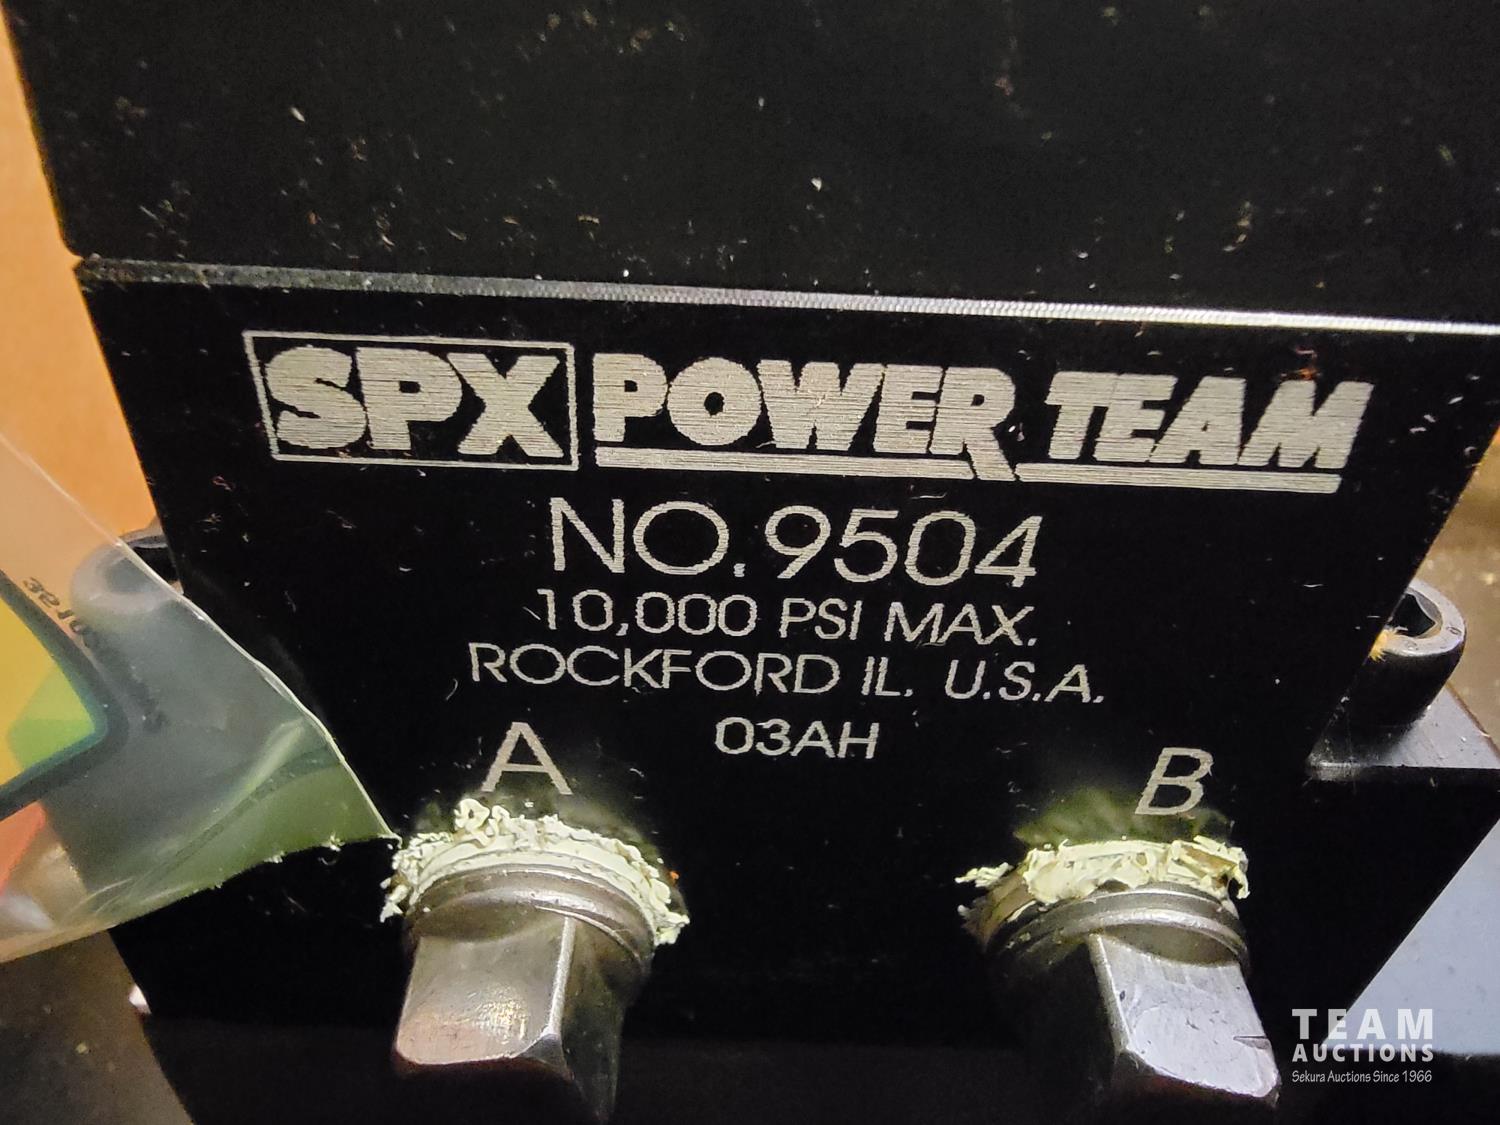 SPX POWER TEAM
NO. 9504
10,000 PSI MAX.
ROCKFORD IL. U.S.A.
03AH
A B
TEAM
AUCTIONS
Sekura Auctions Since 1966